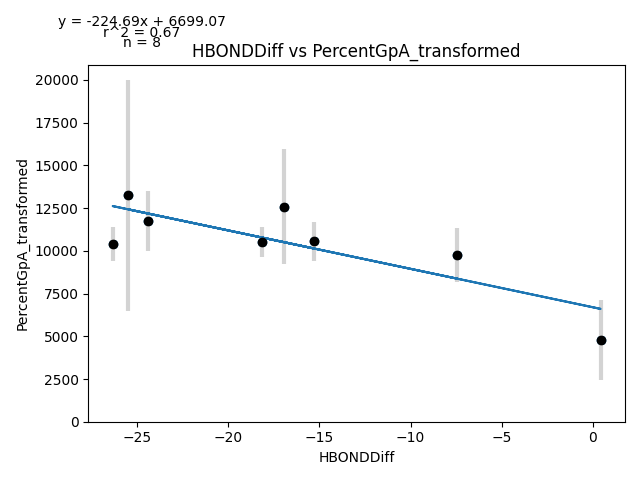 y = -224.69x + 6699.07
r^2 = 0.67
n = 8
HBONDDiff vs PercentGpA_transformed
PercentGpA_transformed
20000
17500
15000
12500
10000
7500
5000
2500
0
−25
−20
−15
−10
−5
0
HBONDDiff